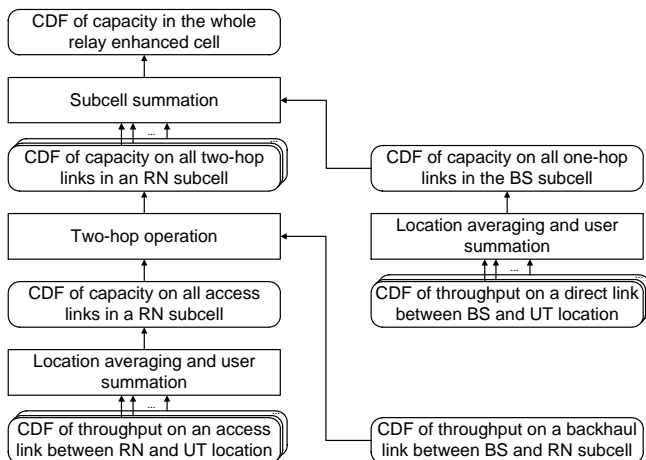 CDF of capacity in the whole
relay enhanced cell
Subcell summation
...
...
CDF of capacity on all two-hop
links in an RN subcell
CDF of capacity on all one-hop
links in the BS subcell
Two-hop operation
Location averaging and user
summation
...
...
CDF of capacity on all access
links in a RN subcell
CDF of throughput on a direct link
between BS and UT location
Location averaging and user
summation
...
...
CDF of throughput on an access
link between RN and UT location
CDF of throughput on a backhaul
link between BS and RN subcell